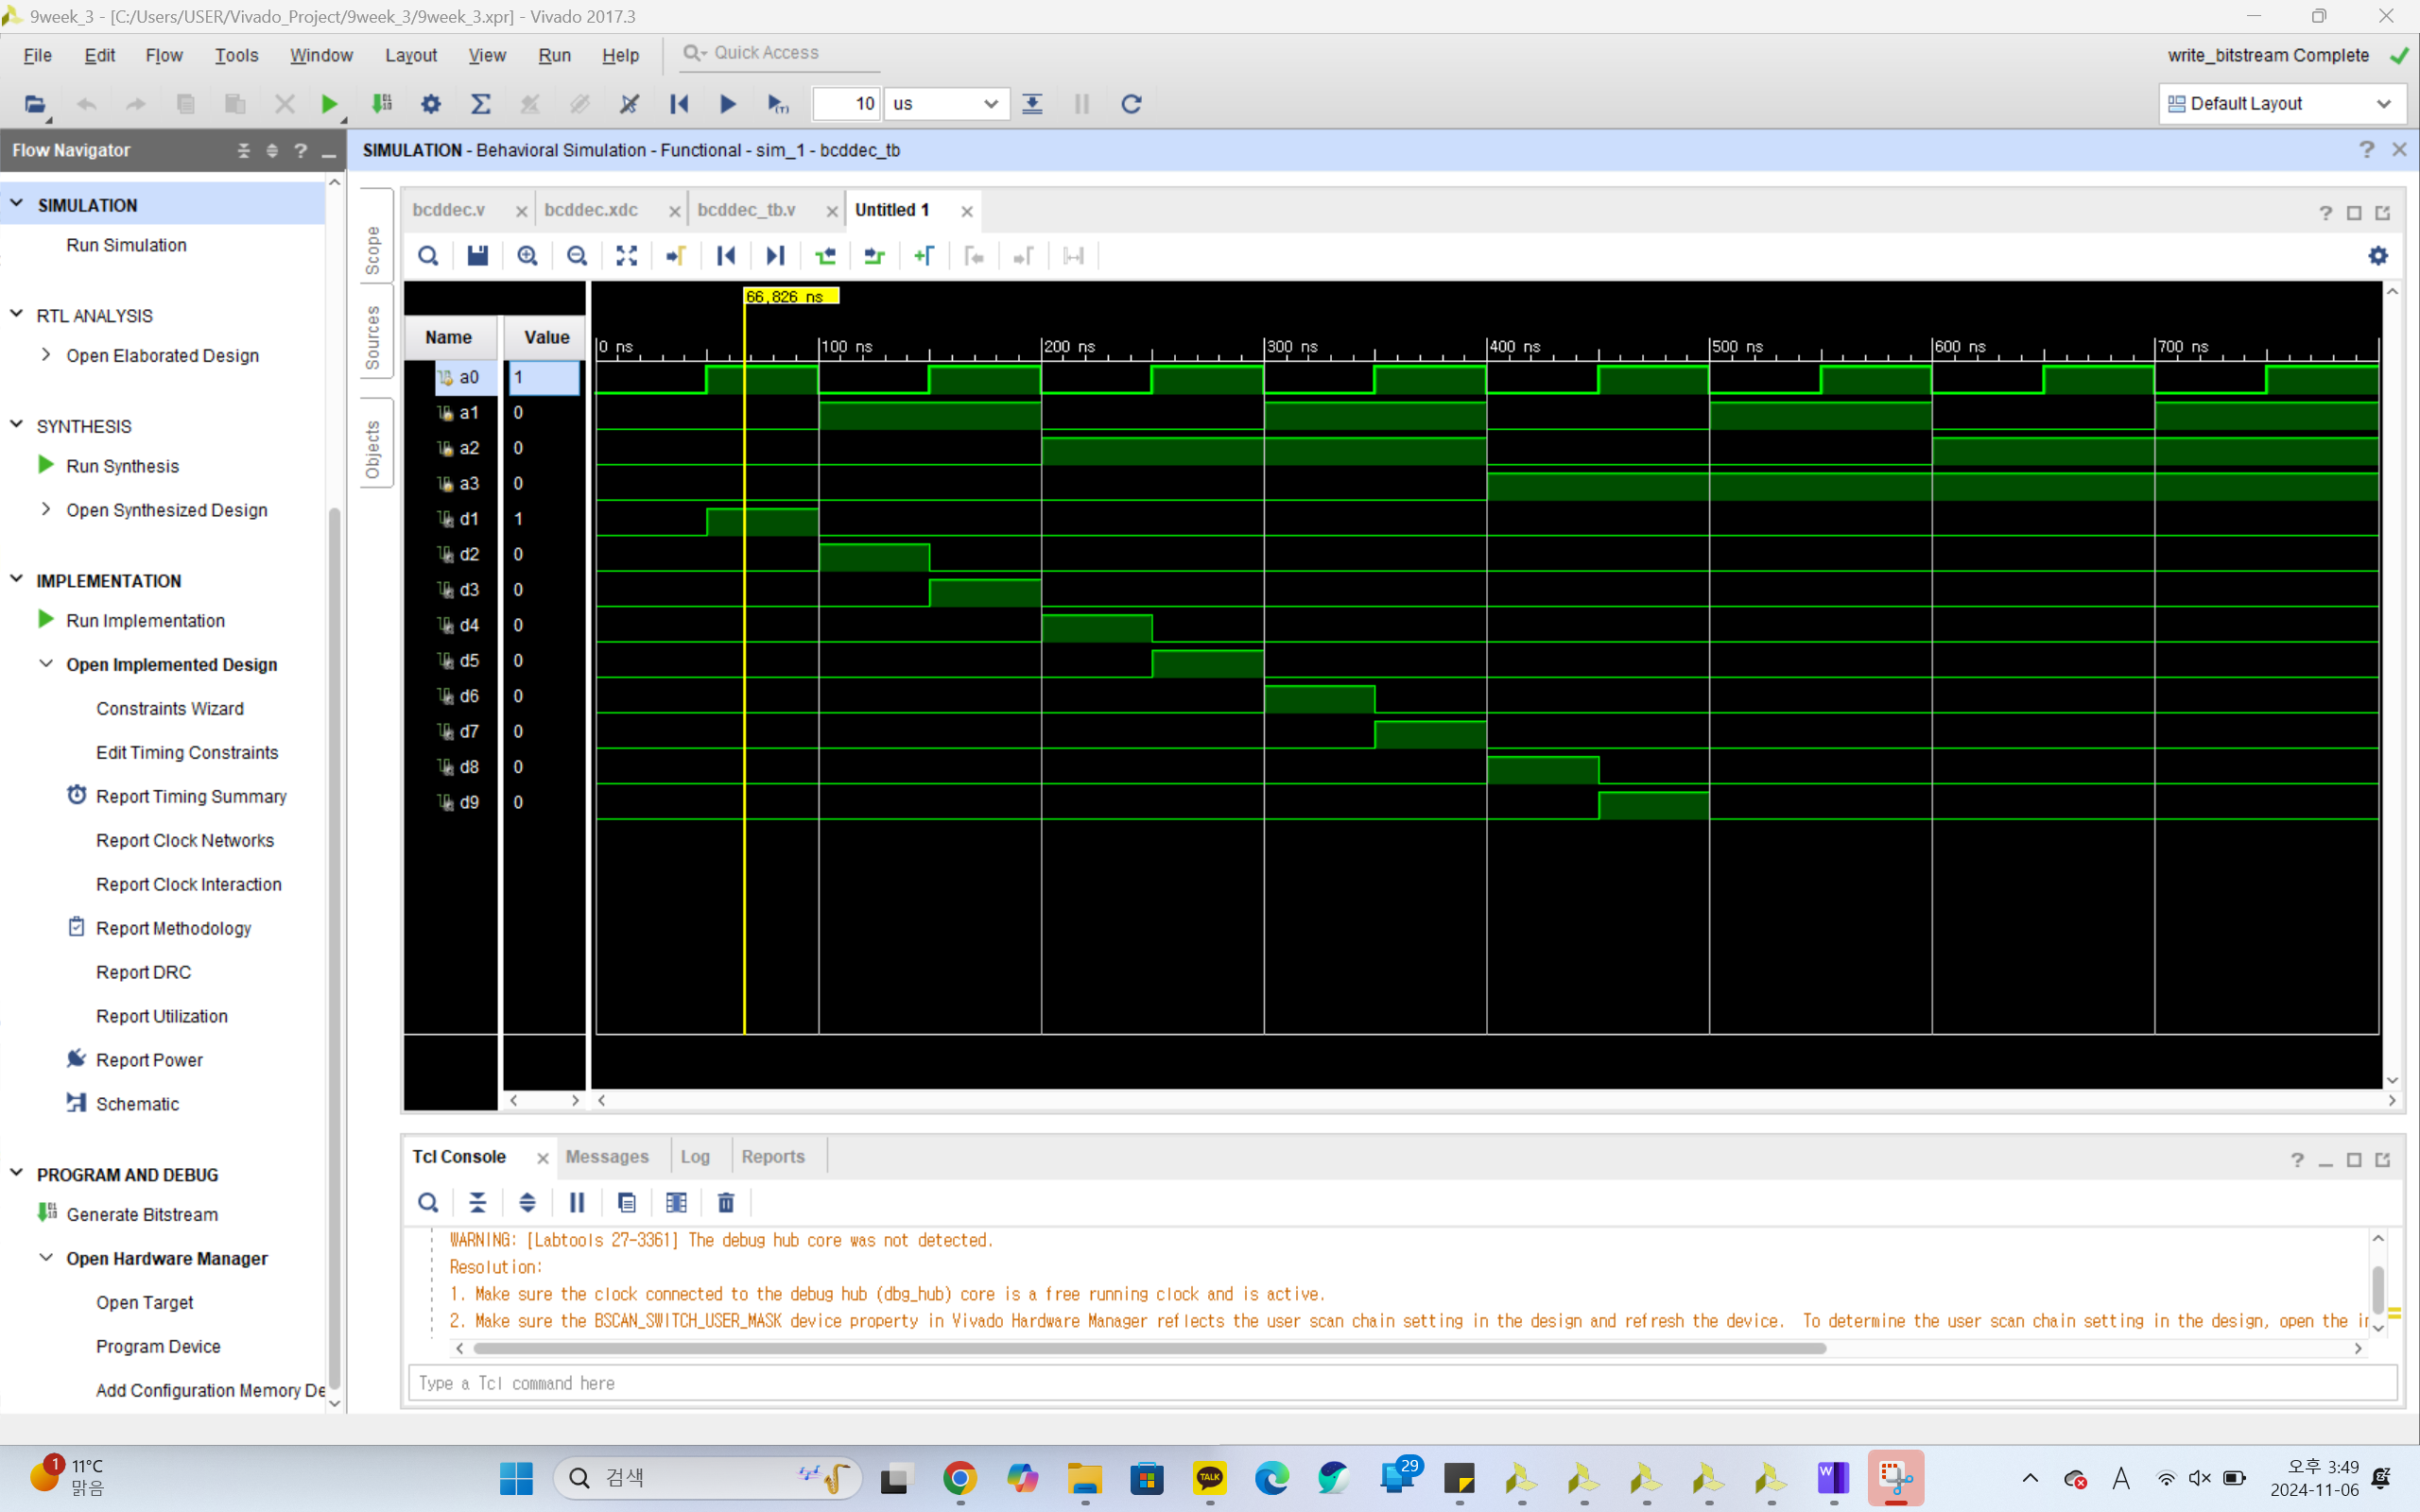 9week_3 - [C:/Users/USER/Vivado_Project/9week_3/9week_3.xpr] - Vivado 2017.3
File Edit Flow Tools Window Layout View Run Help Quick Access write_bitstream Complete
10 us Default Layout
Flow Navigator
SIMULATION - Behavioral Simulation - Functional - sim_1 - bcddec_tb
SIMULATION
Run Simulation
RTL ANALYSIS
Open Elaborated Design
SYNTHESIS
Run Synthesis
Open Synthesized Design
IMPLEMENTATION
Run Implementation
Open Implemented Design
Constraints Wizard
Edit Timing Constraints
Report Timing Summary
Report Clock Networks
Report Clock Interaction
Report Methodology
Report DRC
Report Utilization
Report Power
Schematic
PROGRAM AND DEBUG
Generate Bitstream
Open Hardware Manager
Open Target
Program Device
Add Configuration Memory De
Scope
Sources
Objects
bcddec.v bcddec.xdc bcddec_tb.v Untitled 1
66.826 ns
Name Value
0 ns 100 ns 200 ns 300 ns 400 ns 500 ns 600 ns 700 ns
a0 1
a1 0
a2 0
a3 0
d1 1
d2 0
d3 0
d4 0
d5 0
d6 0
d7 0
d8 0
d9 0
Tcl Console Messages Log Reports
WARNING: [Labtools 27-3361] The debug hub core was not detected.
Resolution:
1. Make sure the clock connected to the debug hub (dbg_hub) core is a free running clock and is active.
2. Make sure the BSCAN_SWITCH_USER_MASK device property in Vivado Hardware Manager reflects the user scan chain setting in the design and refresh the device. To determine the user scan chain setting in the design, open the
Type a Tcl command here
1
11°C
맑음
검색
TALK
29
W
A
오후 3:49
2024-11-06